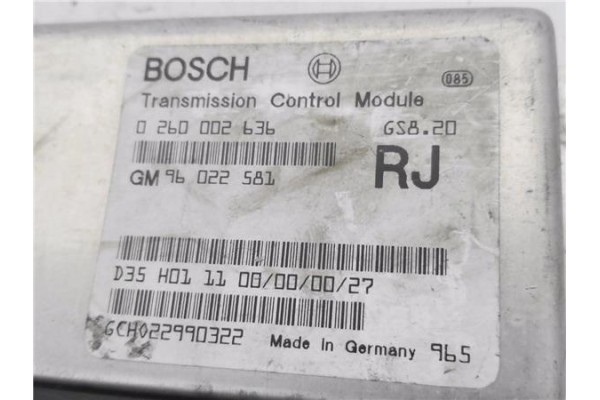 BOSCH 085
Transmission Control Module
0 260 002 636 GS8.20
GM 96 022 581 RJ
D35 H01 11 00/00/00/27
GCH022990322 Made in Germany 965